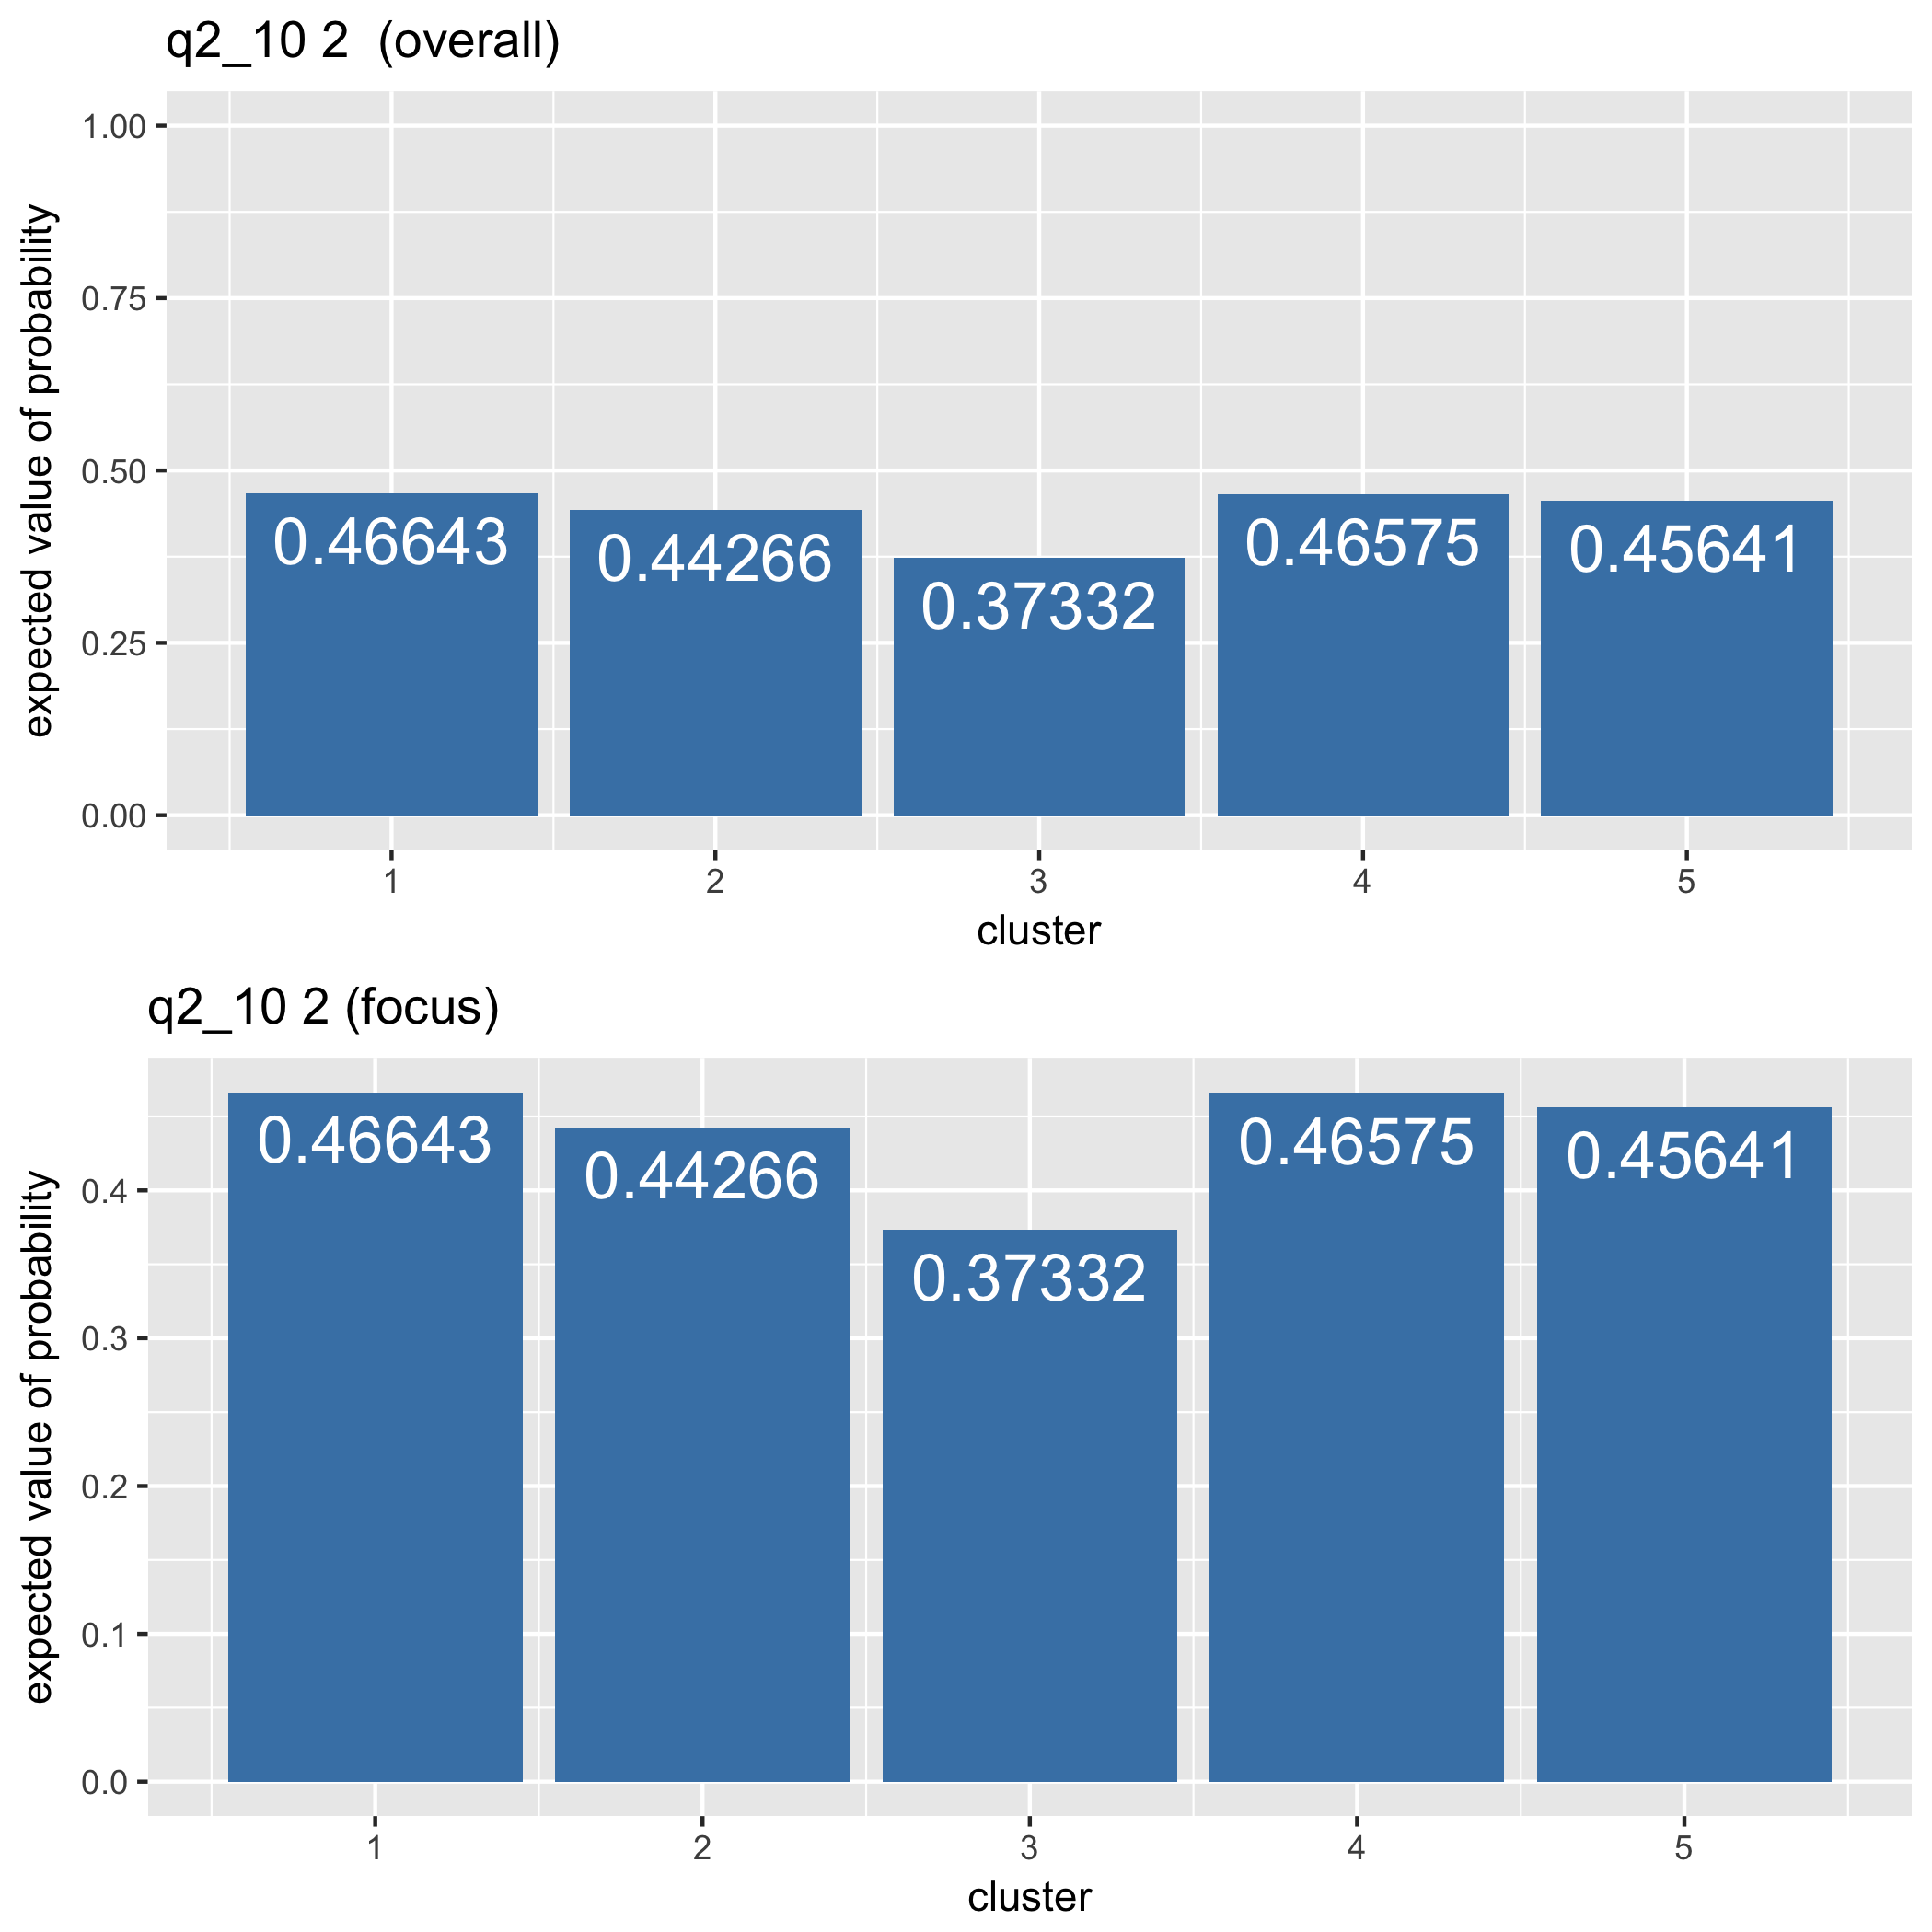 q2_10 2  (overall)
expected value of probability
1.00
0.75
0.50
0.25
0.00
0.46643
0.44266
0.37332
0.46575
0.45641
1 2 3 4 5
cluster
q2_10 2 (focus)
expected value of probability
0.4
0.3
0.2
0.1
0.0
0.46643
0.44266
0.37332
0.46575
0.45641
1 2 3 4 5
cluster